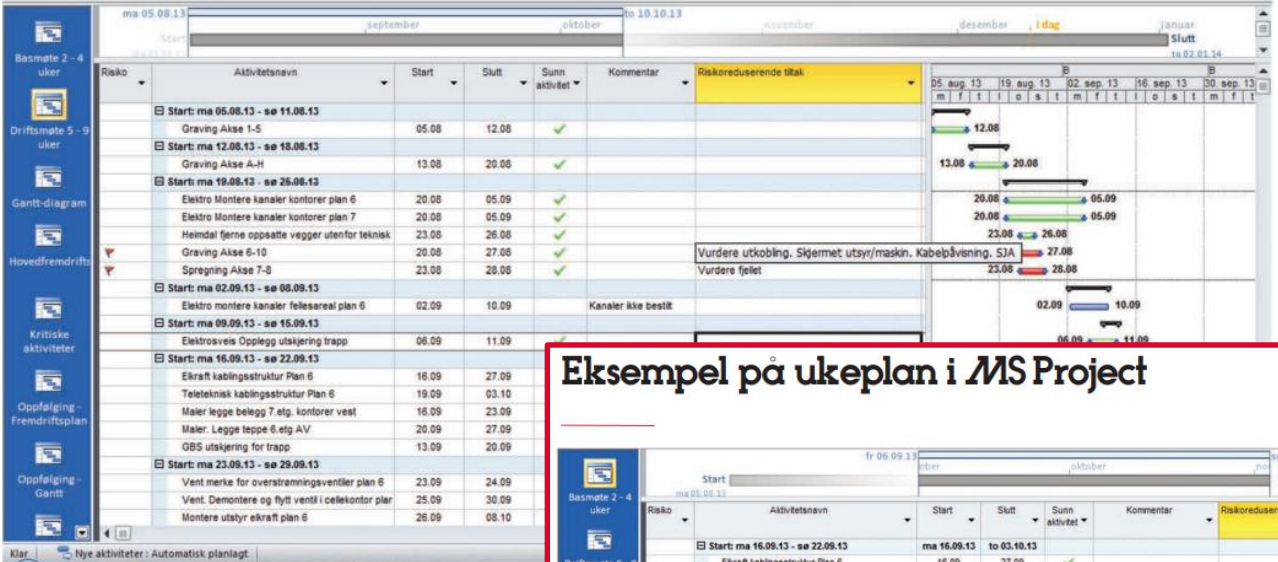 ma 05.08.13 to 10.10.13
september oktober november desember I dag januar
Start Slutt
to 02.01.14
Basmøte 2 - 4 uker
Driftsmøte 5 - 9 uker
Gantt-diagram
Hovedfremdrifts
Kritiske aktiviteter
Oppfølging - Fremdriftsplan
Oppfølging - Gantt
Risiko Aktivitetsnavn Start Slutt Sunn aktivitet Kommentar Risikoreduserende tiltak
B B
05. aug. 13 19. aug. 13 02. sep. 13 16. sep. 13 30. sep. 13
m f t l o s t m f t l o s t m f t
Start: ma 05.08.13 - sø 11.08.13
Graving Akse 1-5 05.08 12.08 12.08
Start: ma 12.08.13 - sø 18.08.13
Graving Akse A-H 13.08 20.08 13.08 20.08
Start: ma 19.08.13 - sø 25.08.13
Elektro Montere kanaler kontorer plan 6 20.08 05.09 20.08 05.09
Elektro Montere kanaler kontorer plan 7 20.08 05.09 20.08 05.09
Heimdal fjerne oppsatte vegger utenfor teknisk 23.08 26.08 23.08 26.08
Graving Akse 6-10 20.08 27.08 Vurdere utkobling. Skjermet utsyr/maskin. Kabelpåvisning. SJA 27.08
Spregning Akse 7-8 23.08 28.08 Vurdere fjellet 23.08 28.08
Start: ma 02.09.13 - sø 08.09.13
Elektro montere kanaler fellesareal plan 6 02.09 10.09 Kanaler ikke bestilt 02.09 10.09
Start: ma 09.09.13 - sø 15.09.13
Elektrosveis Opplegg utskjering trapp 06.09 11.09 06.09 11.09
Start: ma 16.09.13 - sø 22.09.13
Elkraft kablingsstruktur Plan 6 16.09 27.09
Teleteknisk kablingsstruktur Plan 6 19.09 03.10
Maler legge belegg 7.etg. kontorer vest 16.09 23.09
Maler. Legge teppe 6.etg AV 20.09 27.09
GBS utskjering for trapp 13.09 20.09
Start: ma 23.09.13 - sø 29.09.13
Vent merke for overstrømningsventiler plan 6 23.09 24.09
Vent. Demontere og flytt ventil i cellekontor plar 25.09 30.09
Montere utstyr elkraft plan 6 26.09 08.10
Klar Nye aktiviteter : Automatisk planlagt
Eksempel på ukeplan i MS Project
fr 06.09.13
ber oktober no
Start
ma 05.08.13
Basmøte 2 - 4 uker
Risiko Aktivitetsnavn Start Slutt Sunn aktivitet Kommentar Risikoreduser
Start: ma 16.09.13 - sø 22.09.13 ma 16.09.13 to 03.10.13